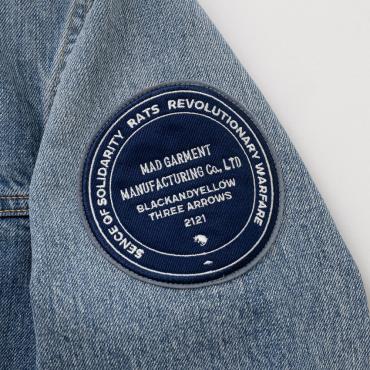 SENCE OF SOLIDARITY RATS REVOLUTIONARY WARFARE
MAD GARMENT
MANUFACTURING Co., LTD
BLACKANDYELLOW
THREE ARROWS
2121